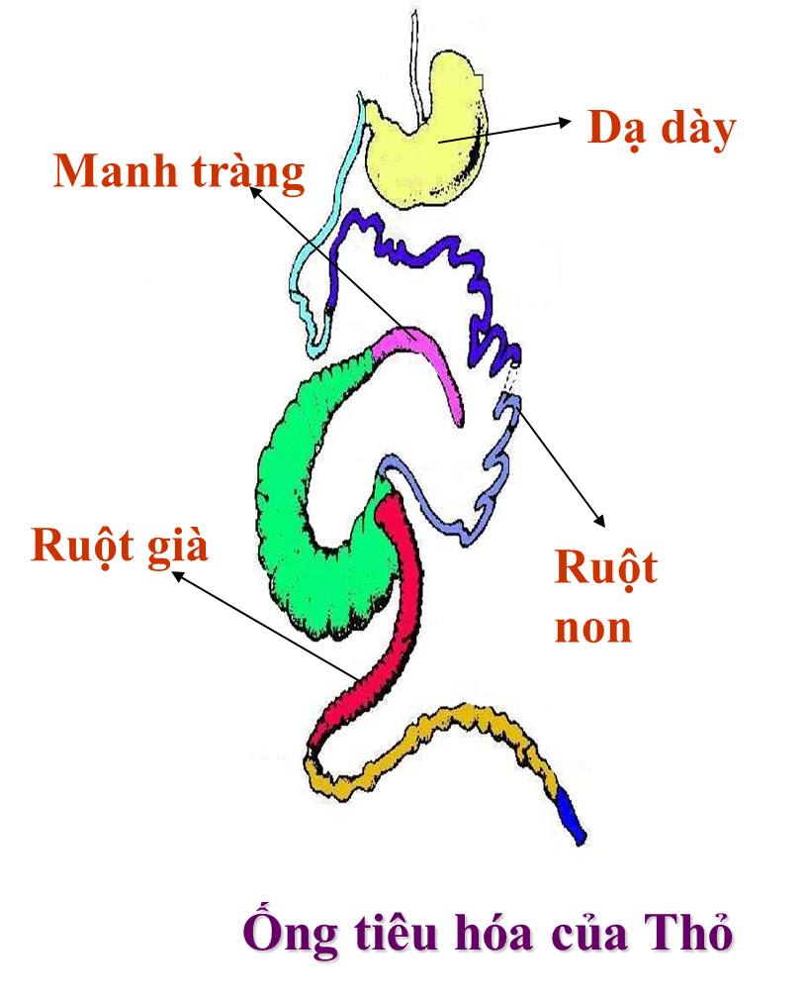 Dạ dày
Manh tràng
Ruột già
Ruột
non
Ống tiêu hóa của Thỏ